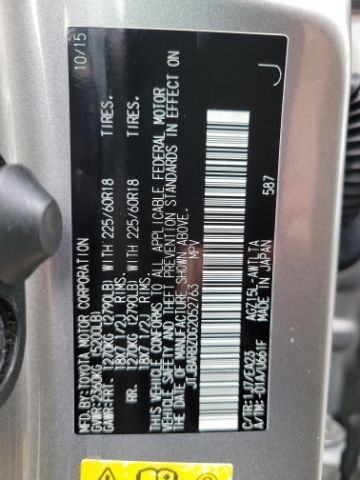 MFD.BY: TOYOTA MOTOR CORPORATION 10/15
GVWR: 2360KG (5200LB)
GAWR:FRT. 1270KG (2790LB) WITH 225/60R18 TIRES.
18X7 1/2J RIMS.
RR. 1270KG (2790LB) WITH 225/60R18 TIRES.
18X7 1/2J RIMS.
THIS VEHICLE CONFORMS TO ALL APPLICABLE FEDERAL MOTOR
VEHICLE SAFETY AND THEFT PREVENTION STANDARDS IN EFFECT
ON THE DATE OF MANUFACTURE SHOWN ABOVE.
MPV
587
C/TR: 1J7/EA23 AGZ15L-AWTLTA
A/TM: -01A/U661F MADE IN JAPAN
J